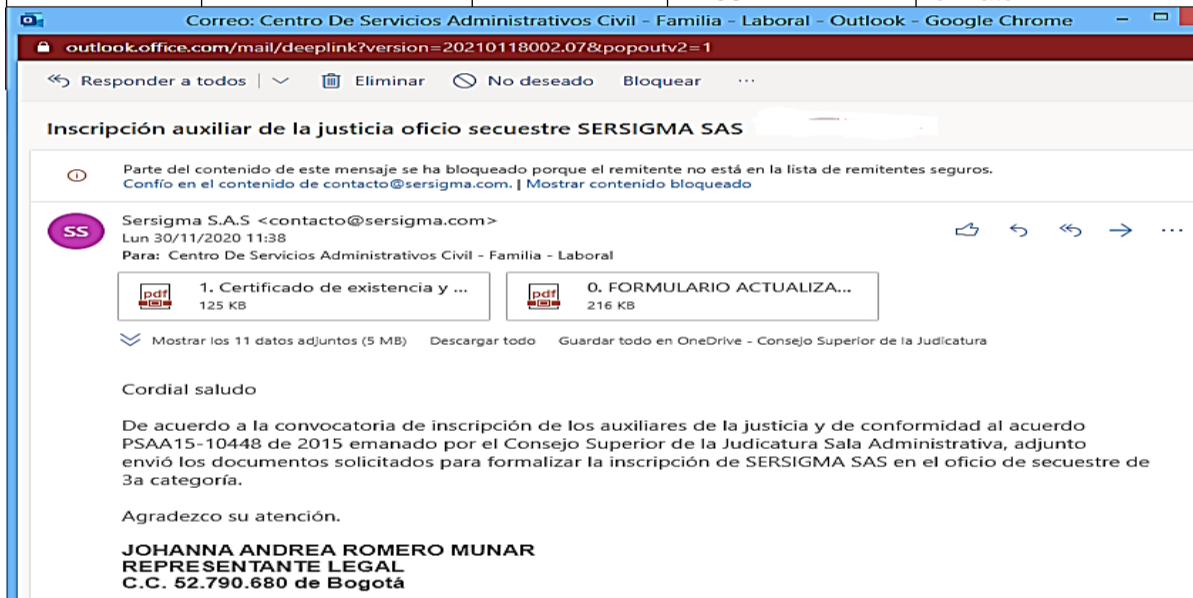 Correo: Centro De Servicios Administrativos Civil - Familia - Laboral - Outlook - Google Chrome
outlook.office.com/mail/deeplink?version=20210118002.07&popoutv2=1
Responder a todos | Eliminar No deseado Bloquear ...
Inscripción auxiliar de la justicia oficio secuestre SERSIGMA SAS
Parte del contenido de este mensaje se ha bloqueado porque el remitente no está en la lista de remitentes seguros.
Confío en el contenido de contacto@sersigma.com. | Mostrar contenido bloqueado
SS
Sersigma S.A.S <contacto@sersigma.com>
Lun 30/11/2020 11:38
Para: Centro De Servicios Administrativos Civil - Familia - Laboral
pdf 1. Certificado de existencia y ...
125 KB
pdf 0. FORMULARIO ACTUALIZA...
216 KB
Mostrar los 11 datos adjuntos (5 MB) Descargar todo Guardar todo en OneDrive - Consejo Superior de la Judicatura
Cordial saludo
De acuerdo a la convocatoria de inscripción de los auxiliares de la justicia y de conformidad al acuerdo
PSAA15-10448 de 2015 emanado por el Consejo Superior de la Judicatura Sala Administrativa, adjunto
envió los documentos solicitados para formalizar la inscripción de SERSIGMA SAS en el oficio de secuestre de
3a categoría.
Agradezco su atención.
JOHANNA ANDREA ROMERO MUNAR
REPRESENTANTE LEGAL
C.C. 52.790.680 de Bogotá